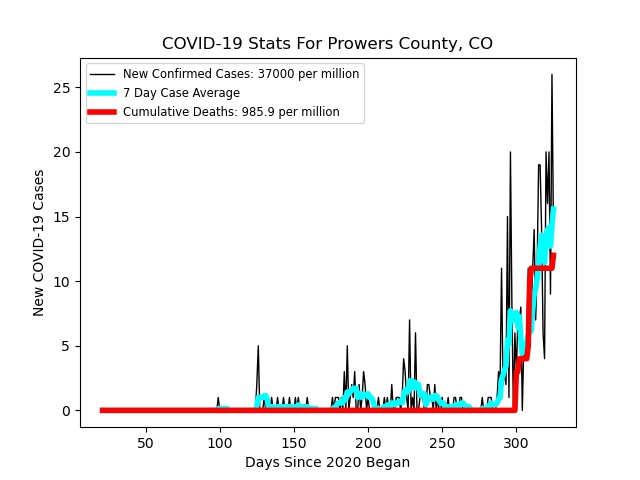 COVID-19 Stats For Prowers County, CO
New Confirmed Cases: 37000 per million
7 Day Case Average
Cumulative Deaths: 985.9 per million
New COVID-19 Cases
25
20
15
10
5
0
50 100 150 200 250 300
Days Since 2020 Began